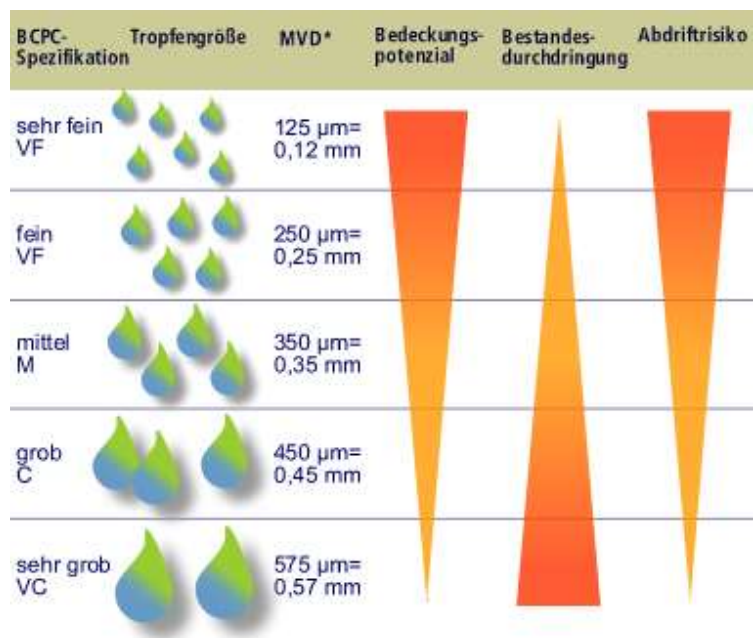 BCPC-
Spezifikation
Tropfengröße
MVD*
Bedeckungs-
potenzial
Bestandes-
durchdringung
Abdriftrisiko
sehr fein
VF
125 µm=
0,12 mm
fein
VF
250 µm=
0,25 mm
mittel
M
350 µm=
0,35 mm
grob
C
450 µm=
0,45 mm
sehr grob
VC
575 µm=
0,57 mm